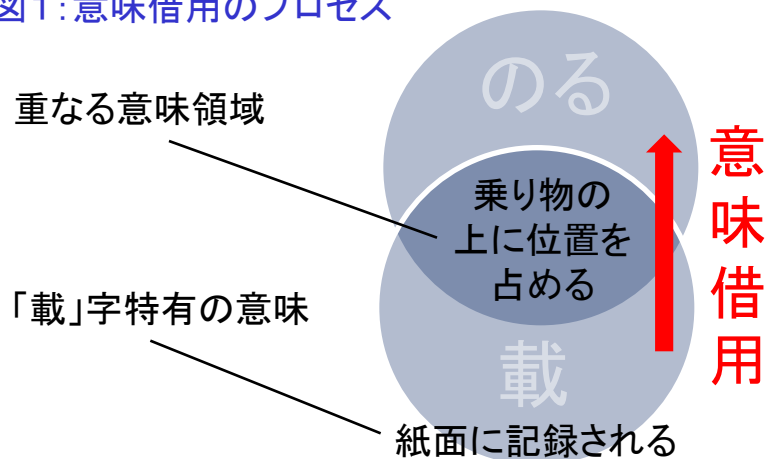 図1:意味借用のプロセス
のる
重なる意味領域
乗り物の
上に位置を
占める
意味借用
「載」字特有の意味
載
紙面に記録される